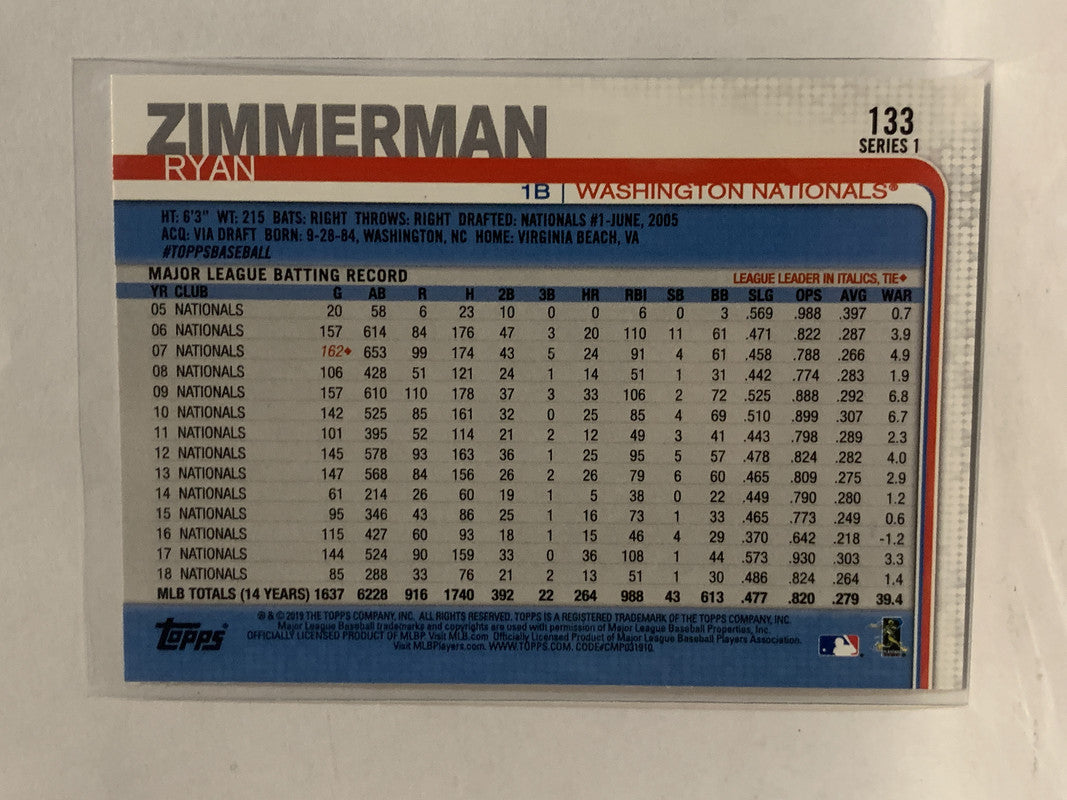 ZIMMERMAN
RYAN
133
SERIES 1
1B | WASHINGTON NATIONALS®
HT: 6'3" WT: 215 BATS: RIGHT THROWS: RIGHT DRAFTED: NATIONALS #1-JUNE, 2005
ACQ: VIA DRAFT BORN: 9-28-84, WASHINGTON, NC HOME: VIRGINIA BEACH, VA
#TOPPSBASEBALL
MAJOR LEAGUE BATTING RECORD LEAGUE LEADER IN ITALICS, TIE◆
YR CLUB G AB R H 2B 3B HR RBI SB BB SLG OPS AVG WAR
05 NATIONALS 20 58 6 23 10 0 0 6 0 3 .569 .988 .397 0.7
06 NATIONALS 157 614 84 176 47 3 20 110 11 61 .471 .822 .287 3.9
07 NATIONALS 162◆ 653 99 174 43 5 24 91 4 61 .458 .788 .266 4.9
08 NATIONALS 106 428 51 121 24 1 14 51 1 31 .442 .774 .283 1.9
09 NATIONALS 157 610 110 178 37 3 33 106 2 72 .525 .888 .292 6.8
10 NATIONALS 142 525 85 161 32 0 25 85 4 69 .510 .899 .307 6.7
11 NATIONALS 101 395 52 114 21 2 12 49 3 41 .443 .798 .289 2.3
12 NATIONALS 145 578 93 163 36 1 25 95 5 57 .478 .824 .282 4.0
13 NATIONALS 147 568 84 156 26 2 26 79 6 60 .465 .809 .275 2.9
14 NATIONALS 61 214 26 60 19 1 5 38 0 22 .449 .790 .280 1.2
15 NATIONALS 95 346 43 86 25 1 16 73 1 33 .465 .773 .249 0.6
16 NATIONALS 115 427 60 93 18 1 15 46 4 29 .370 .642 .218 -1.2
17 NATIONALS 144 524 90 159 33 0 36 108 1 44 .573 .930 .303 3.3
18 NATIONALS 85 288 33 76 21 2 13 51 1 30 .486 .824 .264 1.4
MLB TOTALS (14 YEARS) 1637 6228 916 1740 392 22 264 988 43 613 .477 .820 .279 39.4
topps
® & © 2019 THE TOPPS COMPANY, INC. ALL RIGHTS RESERVED. TOPPS IS A REGISTERED TRADEMARK OF THE TOPPS COMPANY, INC.
Major League Baseball trademarks and copyrights are used with permission of Major League Baseball Properties, Inc.
OFFICIALLY LICENSED PRODUCT OF MLBP. Visit MLB.com Officially Licensed Product of Major League Baseball Players Association.
Visit MLBPlayers.com. WWW.TOPPS.COM. CODE#CMP031910.